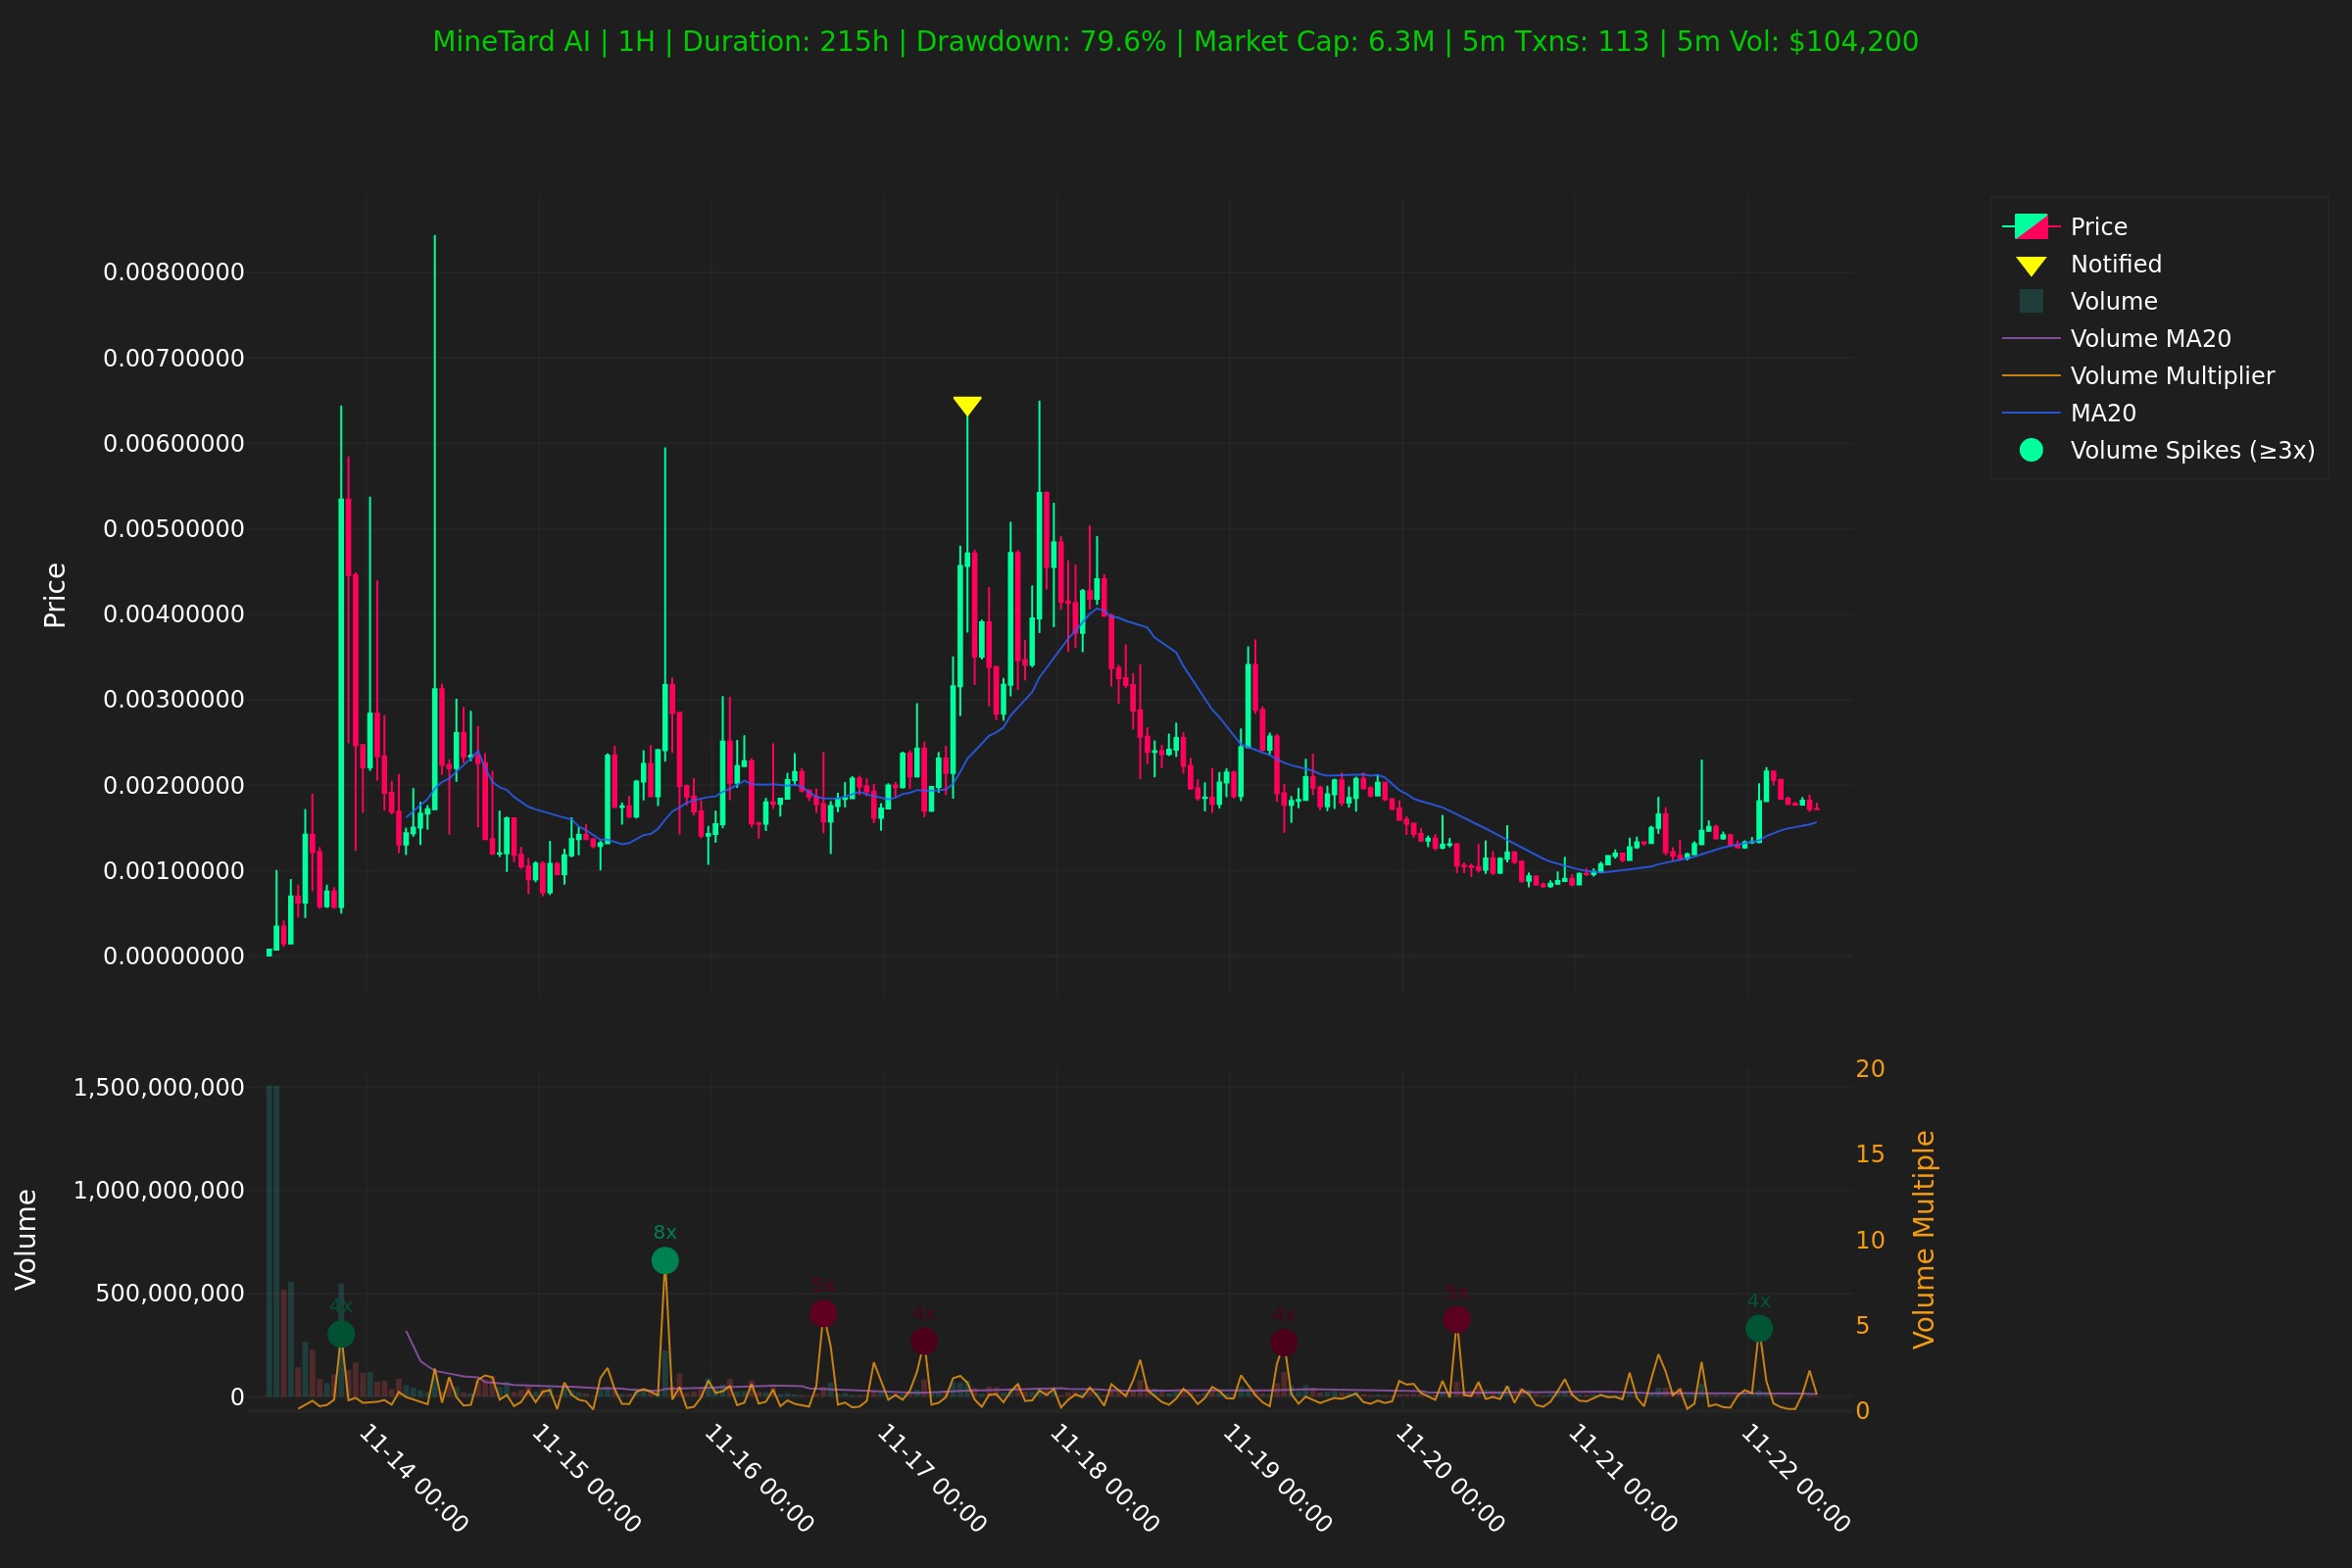 MineTard AI | 1H | Duration: 215h | Drawdown: 79.6% | Market Cap: 6.3M | 5m Txns: 113 | 5m Vol: $104,200
Price
Notified
Volume
Volume MA20
Volume Multiplier
MA20
Volume Spikes (≥3x)
Price
0.00800000
0.00700000
0.00600000
0.00500000
0.00400000
0.00300000
0.00200000
0.00100000
0.00000000
Volume
1,500,000,000
1,000,000,000
500,000,000
0
4x
8x
5x
4x
4x
5x
4x
20
15
10
5
0
Volume Multiple
11-14 00:00
11-15 00:00
11-16 00:00
11-17 00:00
11-18 00:00
11-19 00:00
11-20 00:00
11-21 00:00
11-22 00:00